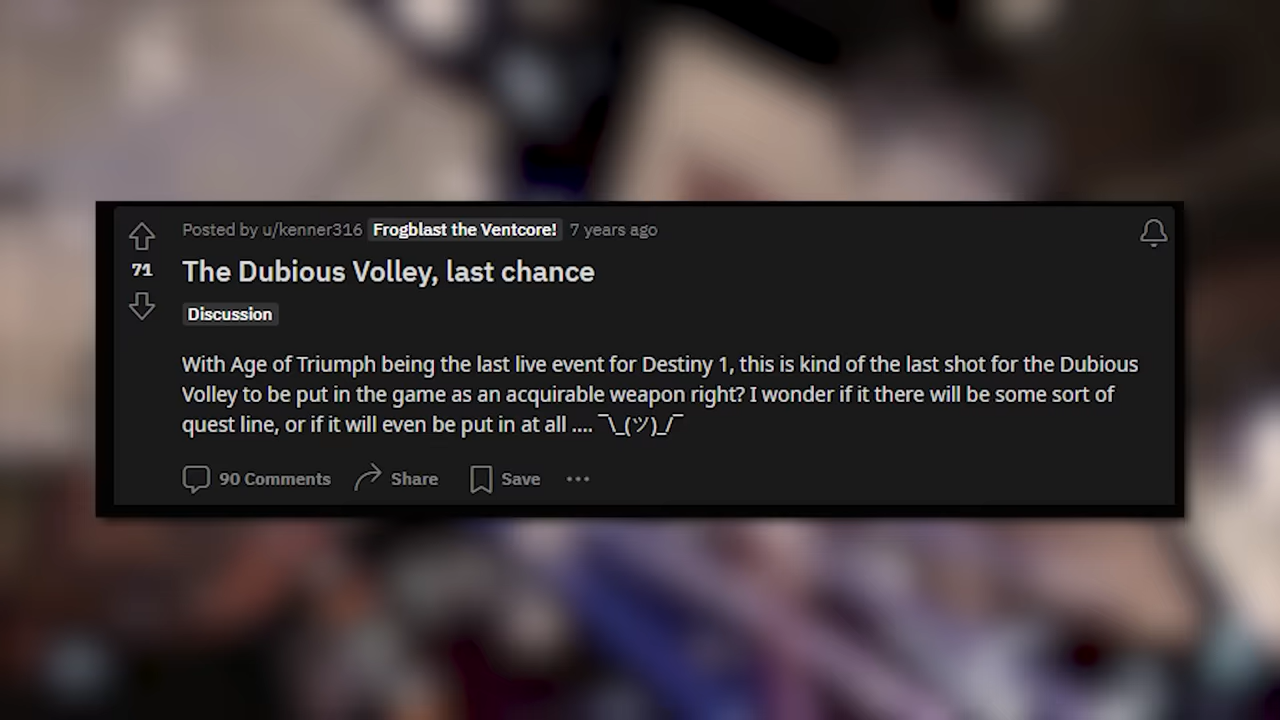 Posted by u/kenner316 Frogblast the Ventcore! 7 years ago
71
The Dubious Volley, last chance
Discussion
With Age of Triumph being the last live event for Destiny 1, this is kind of the last shot for the Dubious
Volley to be put in the game as an acquirable weapon right? I wonder if it there will be some sort of
quest line, or if it will even be put in at all .... ¯\_(ツ)_/¯
90 Comments Share Save ...